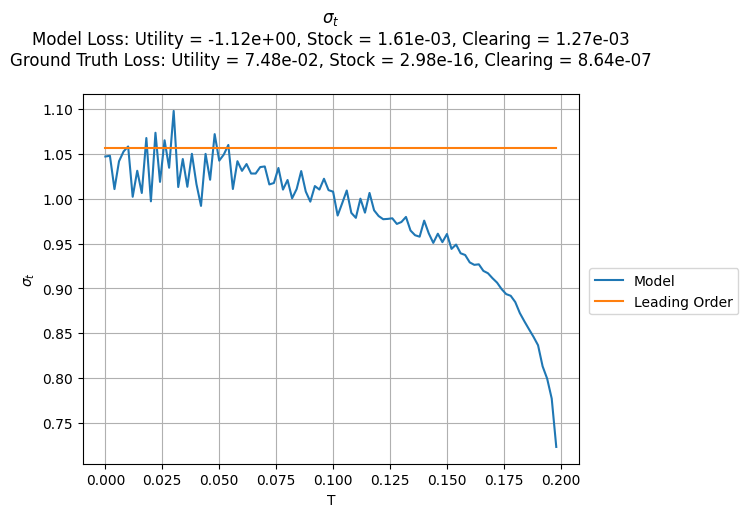 σt
Model Loss: Utility = -1.12e+00, Stock = 1.61e-03, Clearing = 1.27e-03
Ground Truth Loss: Utility = 7.48e-02, Stock = 2.98e-16, Clearing = 8.64e-07
1.10
1.05
1.00
0.95
0.90
0.85
0.80
0.75
σt
0.000 0.025 0.050 0.075 0.100 0.125 0.150 0.175 0.200
T
Model
Leading Order